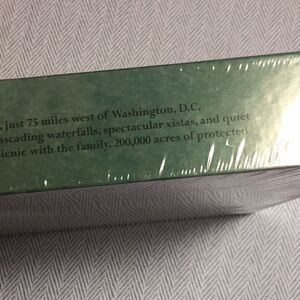 , just 75 miles west of Washington, D.C.
ascading waterfalls, spectacular vistas, and quiet
icnic with the family. 200,000 acres of protected